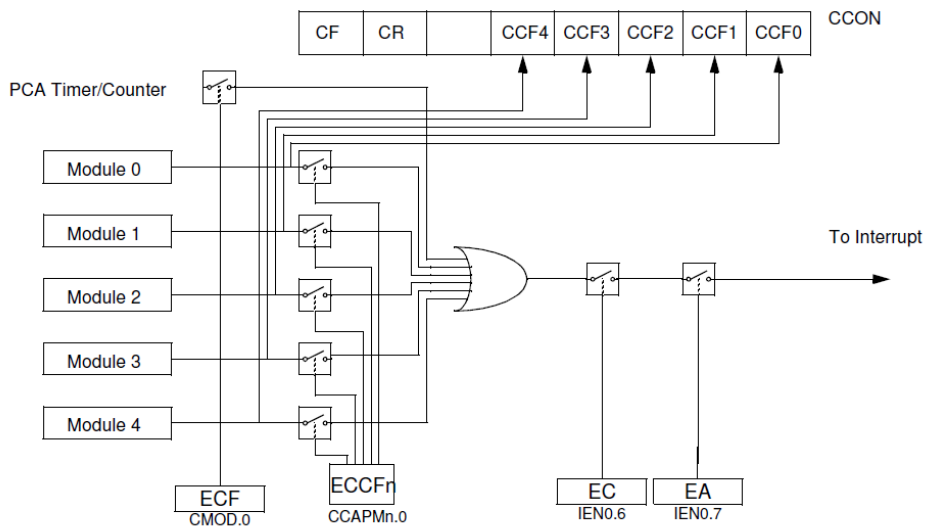 CF CR CCF4 CCF3 CCF2 CCF1 CCF0 CCON
PCA Timer/Counter
Module 0
Module 1
To Interrupt
Module 2
Module 3
Module 4
ECF
CMOD.0
ECCFn
CCAPMn.0
EC
IEN0.6
EA
IEN0.7